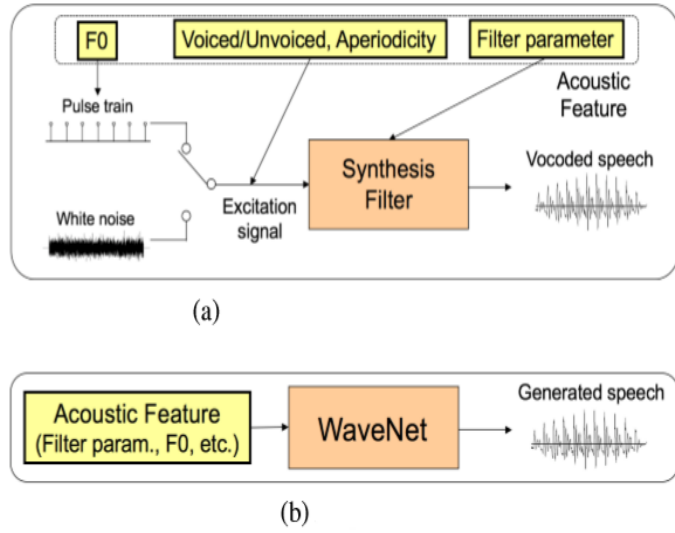 F0
Voiced/Unvoiced, Aperiodicity
Filter parameter
Acoustic
Feature
Pulse train
Synthesis
Filter
Vocoded speech
White noise
Excitation
signal
(a)
Acoustic Feature
(Filter param., F0, etc.)
WaveNet
Generated speech
(b)